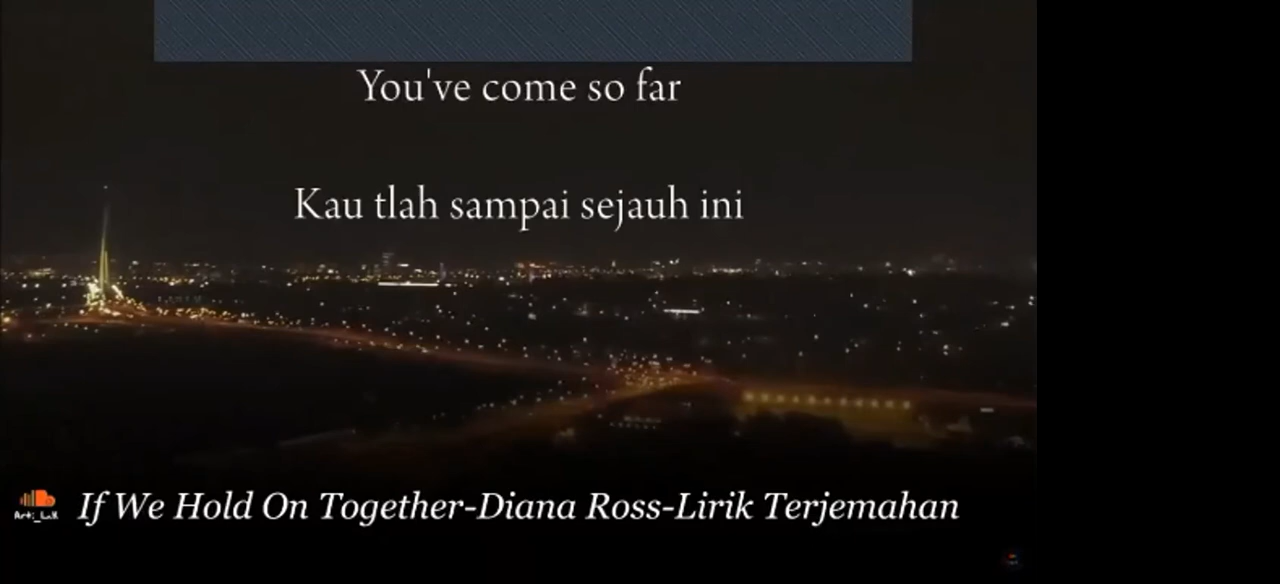 You've come so far
Kau tlah sampai sejauh ini
If We Hold On Together-Diana Ross-Lirik Terjemahan